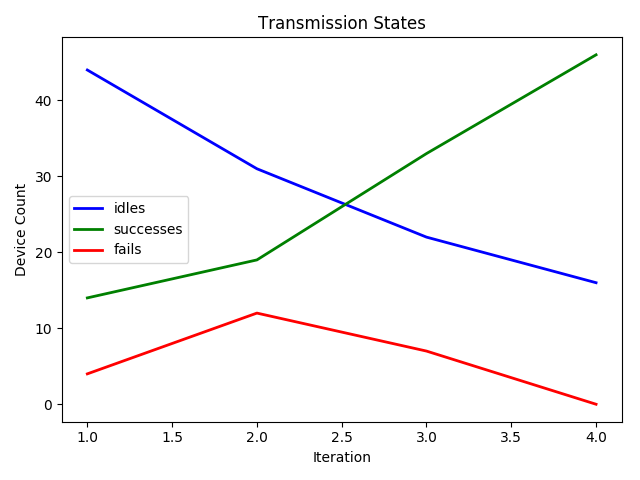 Transmission States
Device Count
40
30
20
10
0
idles
successes
fails
1.0 1.5 2.0 2.5 3.0 3.5 4.0
Iteration